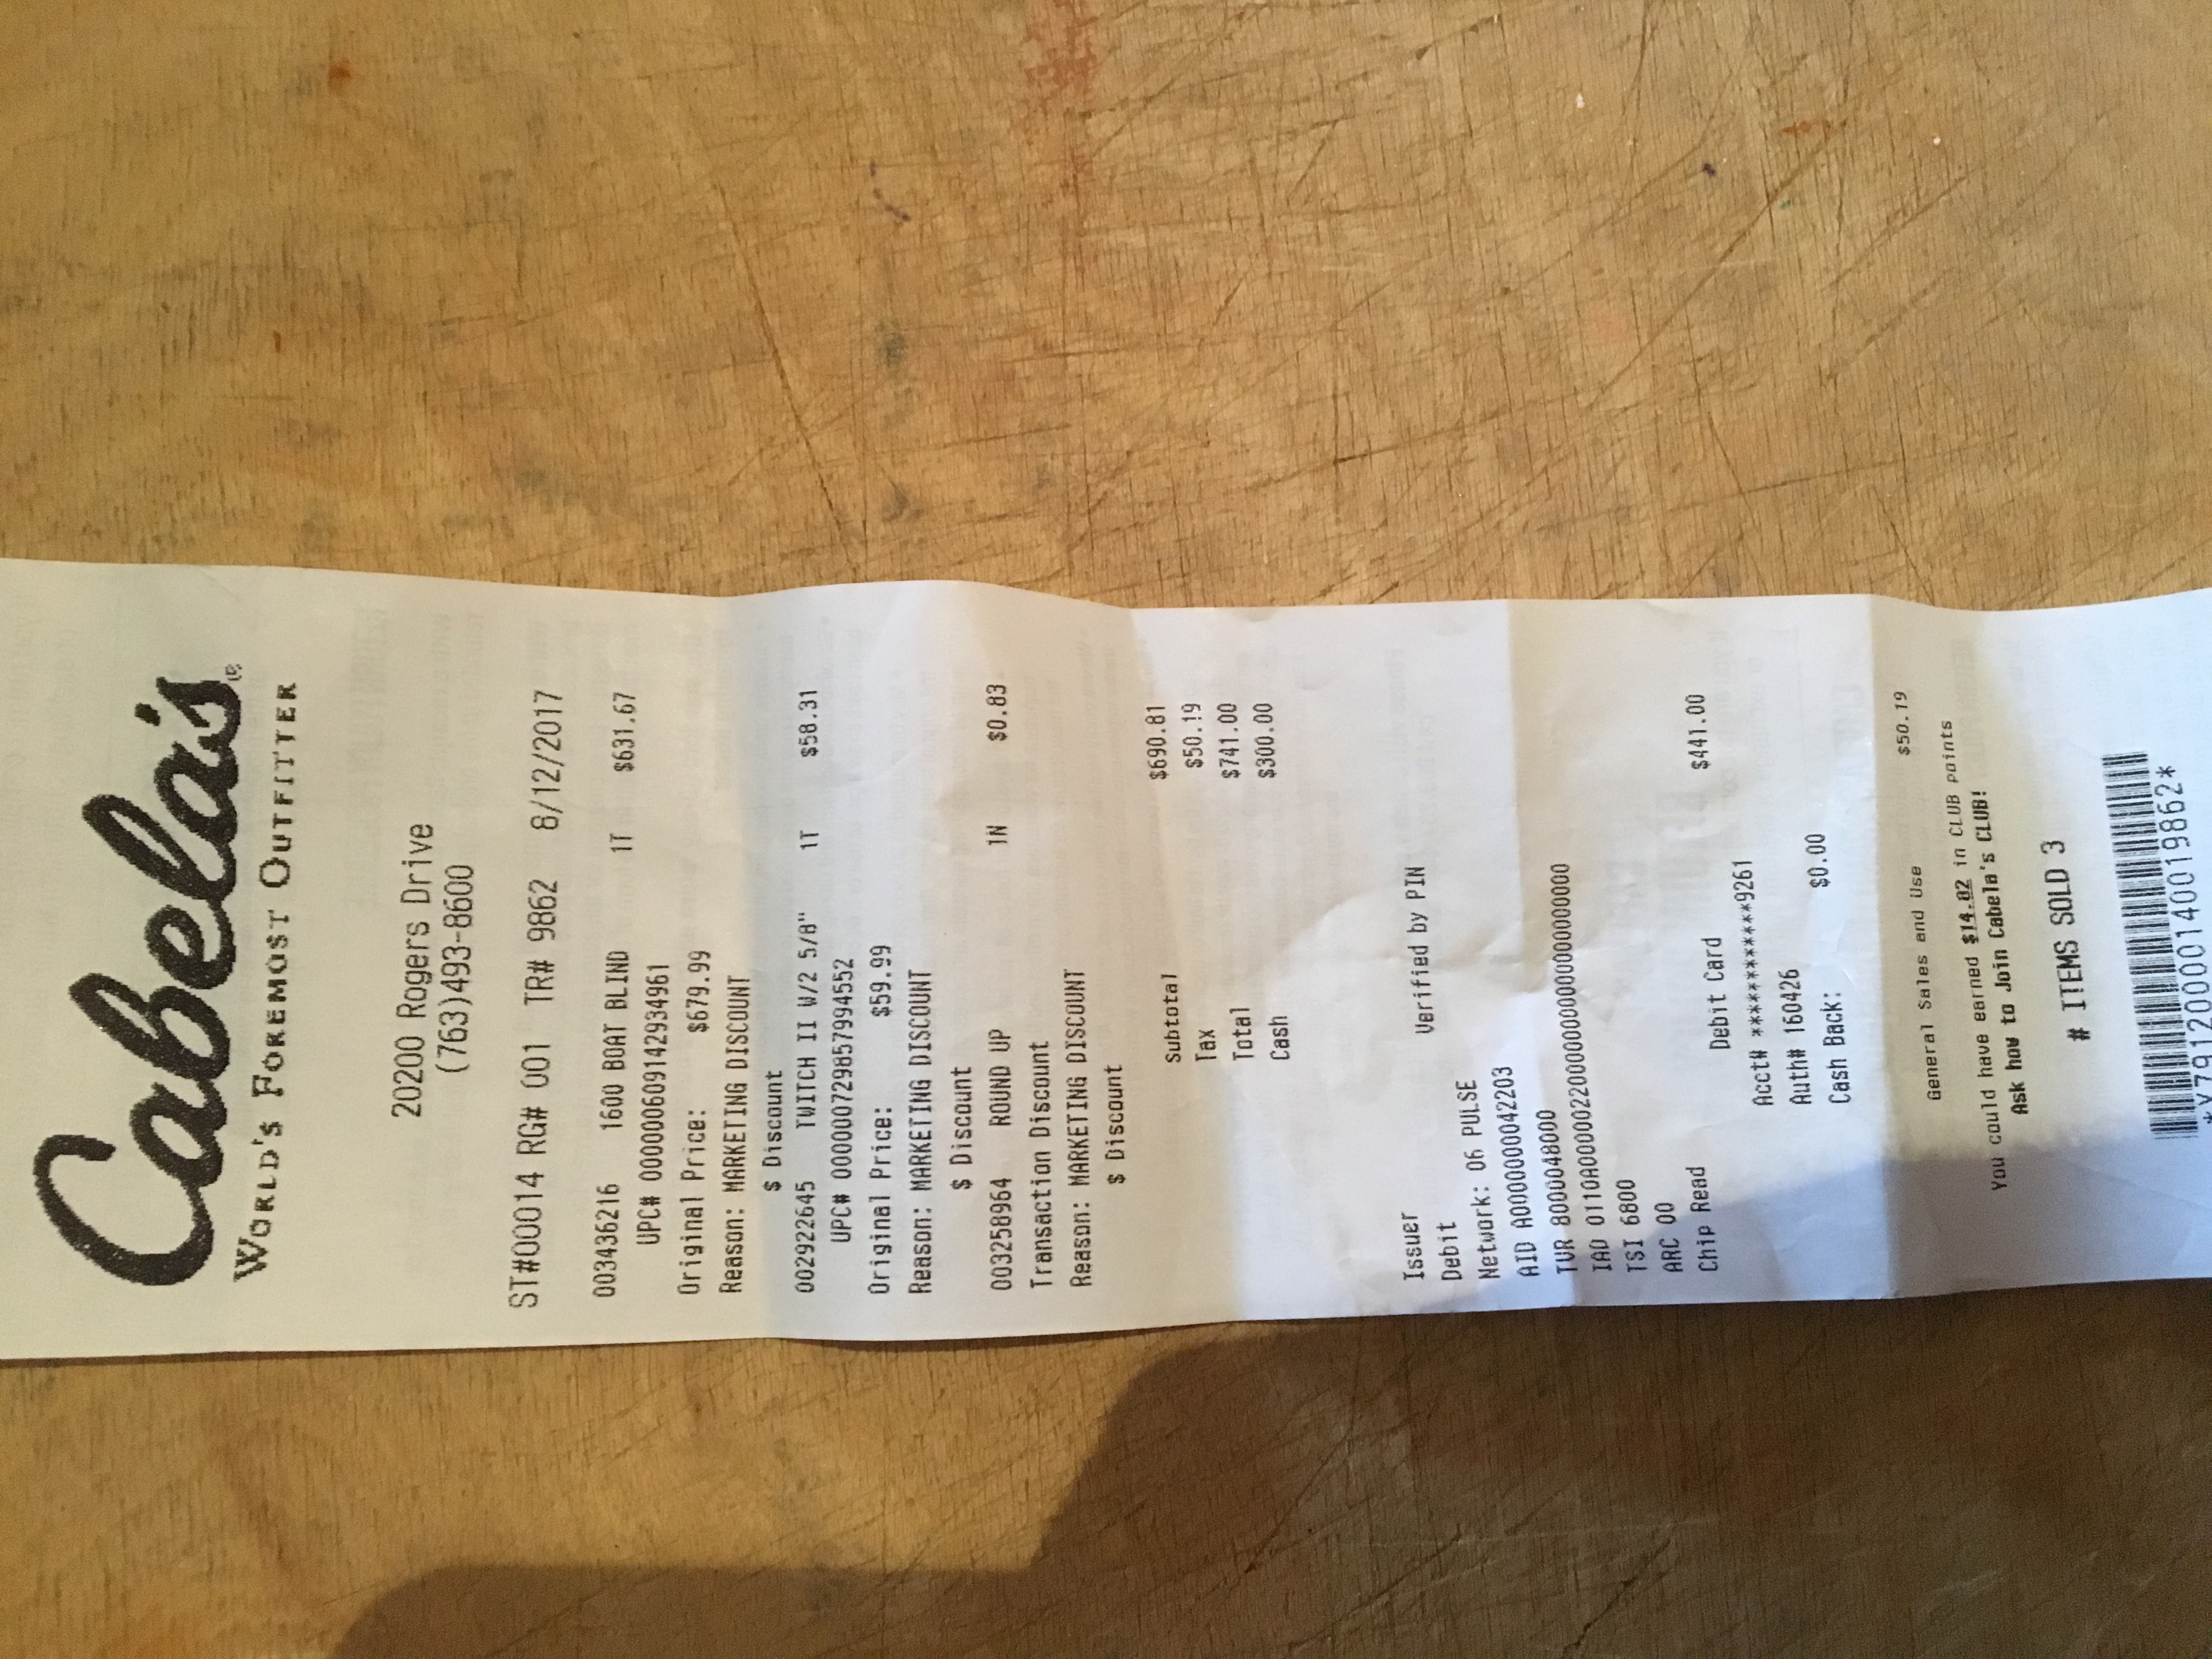 Cabela's®
WORLD'S FOREMOST OUTFITTER
20200 Rogers Drive
(763)493-8600
ST#00014 RG# 001 TR# 9862 8/12/2017
003436216 1600 BOAT BLIND 1T $631.67
UPC# 00000060914293 4961
Original Price: $679.99
Reason: MARKETING DISCOUNT
$ Discount
002922645 TWITCH II W/2 5/8" 1T $58.31
UPC# 000000729857994552
Original Price: $59.99
Reason: MARKETING DISCOUNT
$ Discount
003258964 ROUND UP 1N $0.83
Transaction Discount
Reason: MARKETING DISCOUNT
$ Discount
Subtotal $690.81
Tax $50.19
Total $741.00
Cash $300.00
Issuer Verified by PIN
Debit
Network: 06 PULSE
AID A0000000042203
TVR 8000048000
IAD
TSI 6800
ARC 00
Chip Read Debit Card $441.00
Acct# ************9261
Auth# 160426
Cash Back: $0.00
General Sales and Use $50.19
You could have earned $14.82 in CLUB points
Ask how to Join Cabela's CLUB!
# ITEMS SOLD 3